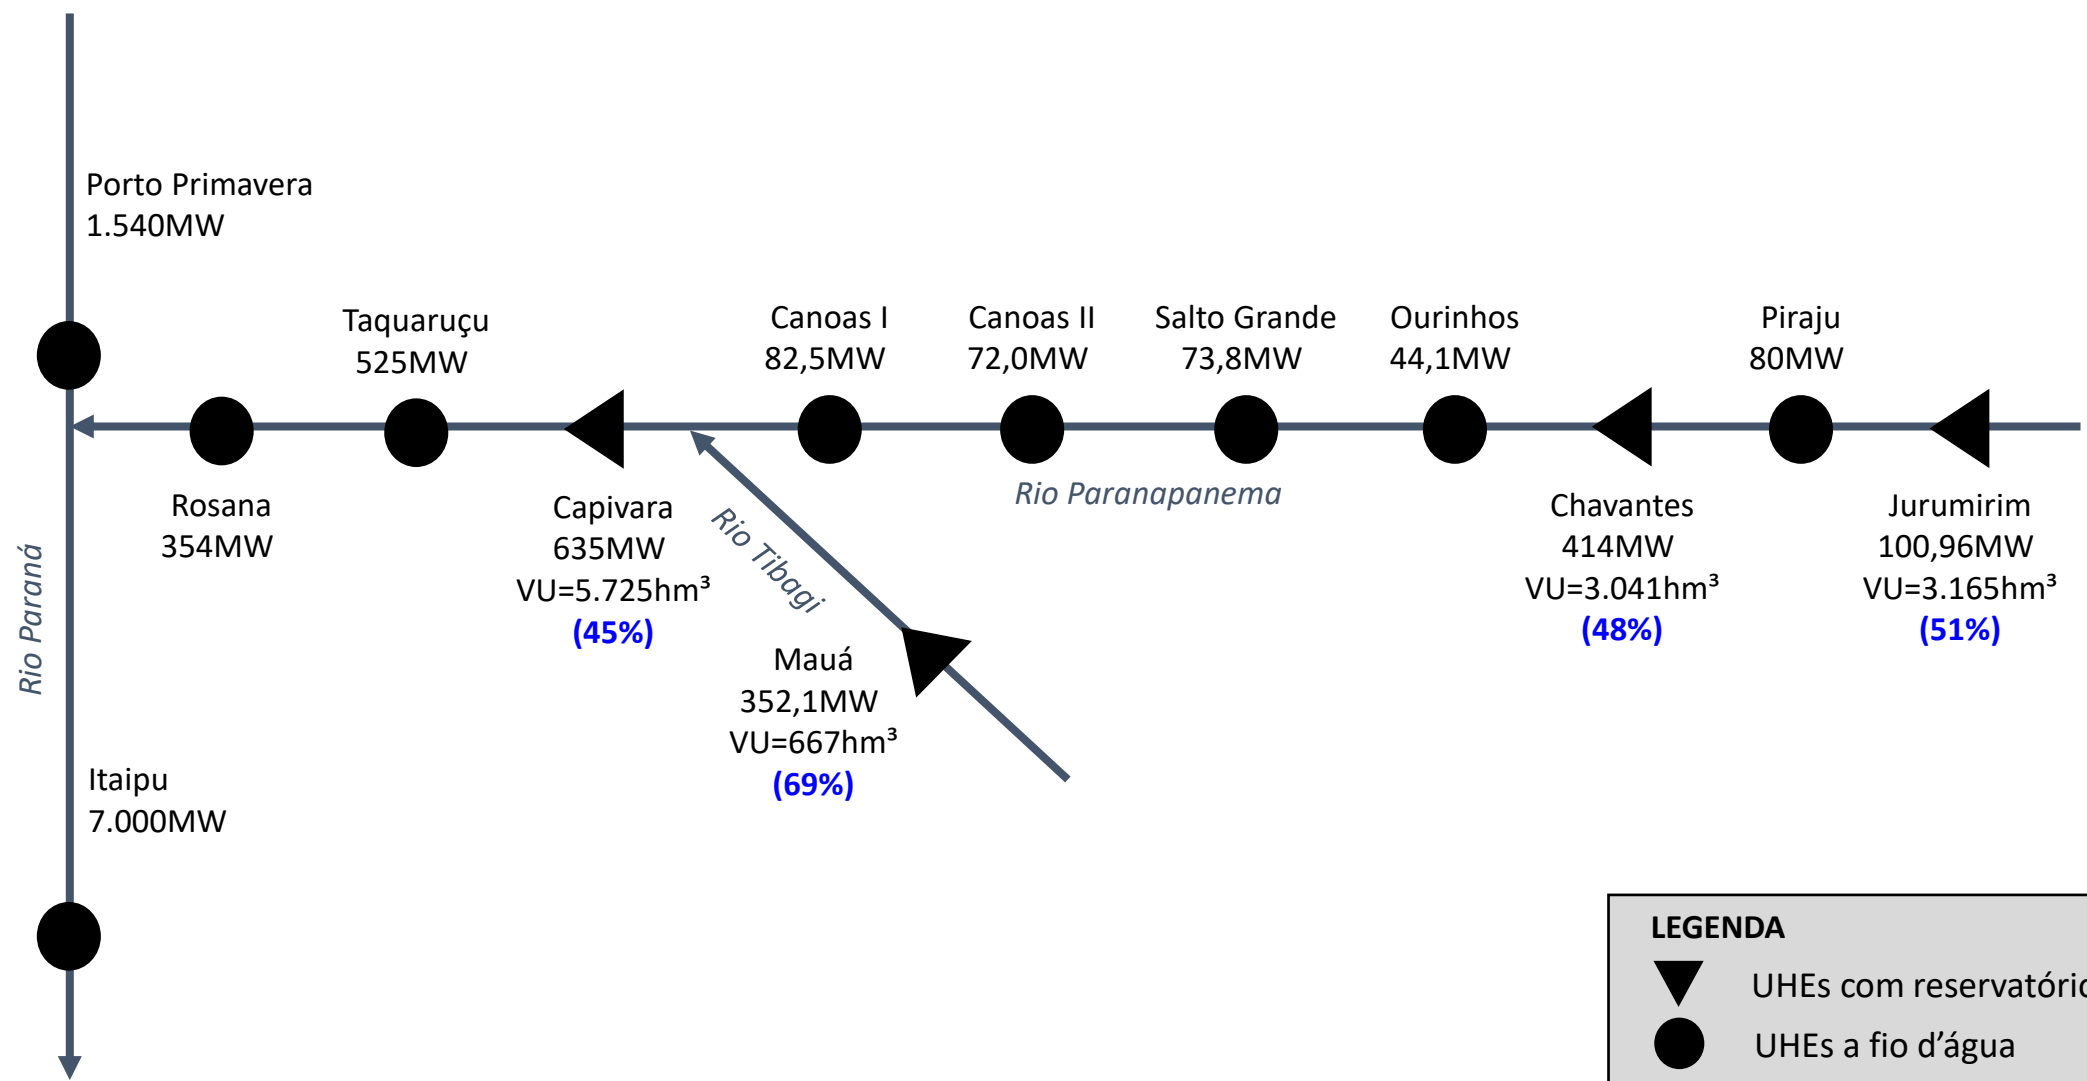 Porto Primavera
1.540MW
Taquaruçu
525MW
Canoas I
82,5MW
Canoas II
72,0MW
Salto Grande
73,8MW
Ourinhos
44,1MW
Piraju
80MW
Rosana
354MW
Capivara
635MW
VU=5.725hm³
(45%)
Rio Tibagi
Rio Paranapanema
Chavantes
414MW
VU=3.041hm³
(48%)
Jurumirim
100,96MW
VU=3.165hm³
(51%)
Rio Paraná
Mauá
352,1MW
VU=667hm³
(69%)
Itaipu
7.000MW
LEGENDA
UHEs com reservatório
UHEs a fio d’água